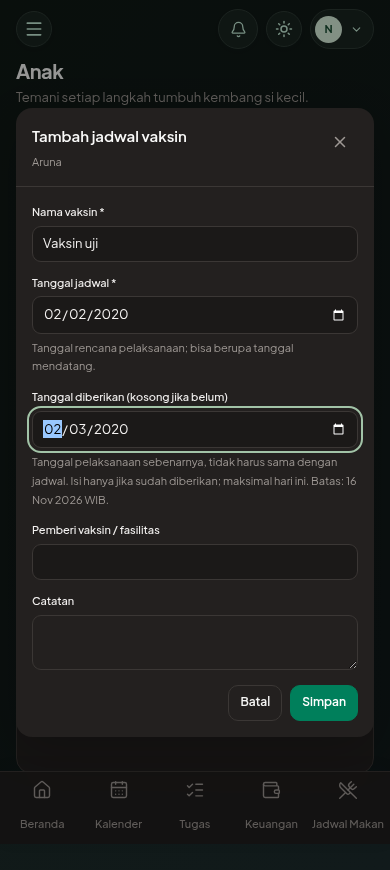 N
Anak
Temani setiap langkah tumbuh kembang si kecil.
Tambah jadwal vaksin
Aruna
Nama vaksin *
Vaksin uji
Tanggal jadwal *
02/02/2020
Tanggal rencana pelaksanaan; bisa berupa tanggal
mendatang.
Tanggal diberikan (kosong jika belum)
02/03/2020
Tanggal pelaksanaan sebenarnya, tidak harus sama dengan
jadwal. Isi hanya jika sudah diberikan; maksimal hari ini. Batas: 16
Nov 2026 WIB.
Pemberi vaksin / fasilitas
Catatan
Batal
Simpan
Beranda
Kalender
Tugas
Keuangan
Jadwal Makan